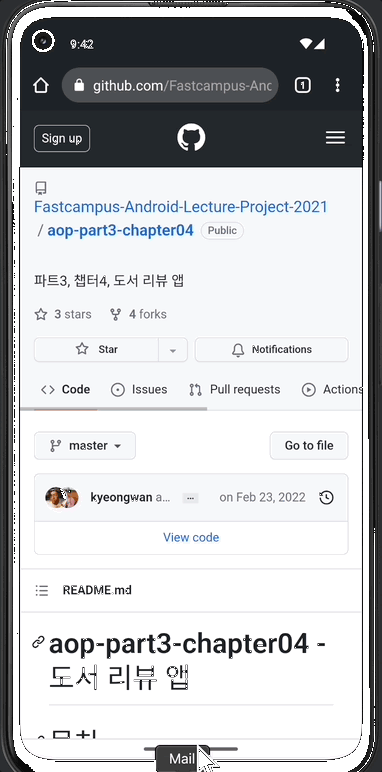 9:42
github.com/Fastcampus-And
1
Sign up
Fastcampus-Android-Lecture-Project-2021
/ aop-part3-chapter04 Public
파트3, 챕터4, 도서 리뷰 앱
3 stars 4 forks
Star Notifications
Code Issues Pull requests Actions
master Go to file
kyeongwan a… ... on Feb 23, 2022
View code
README.md
aop-part3-chapter04 -
도서 리뷰 앱
목차
Mail